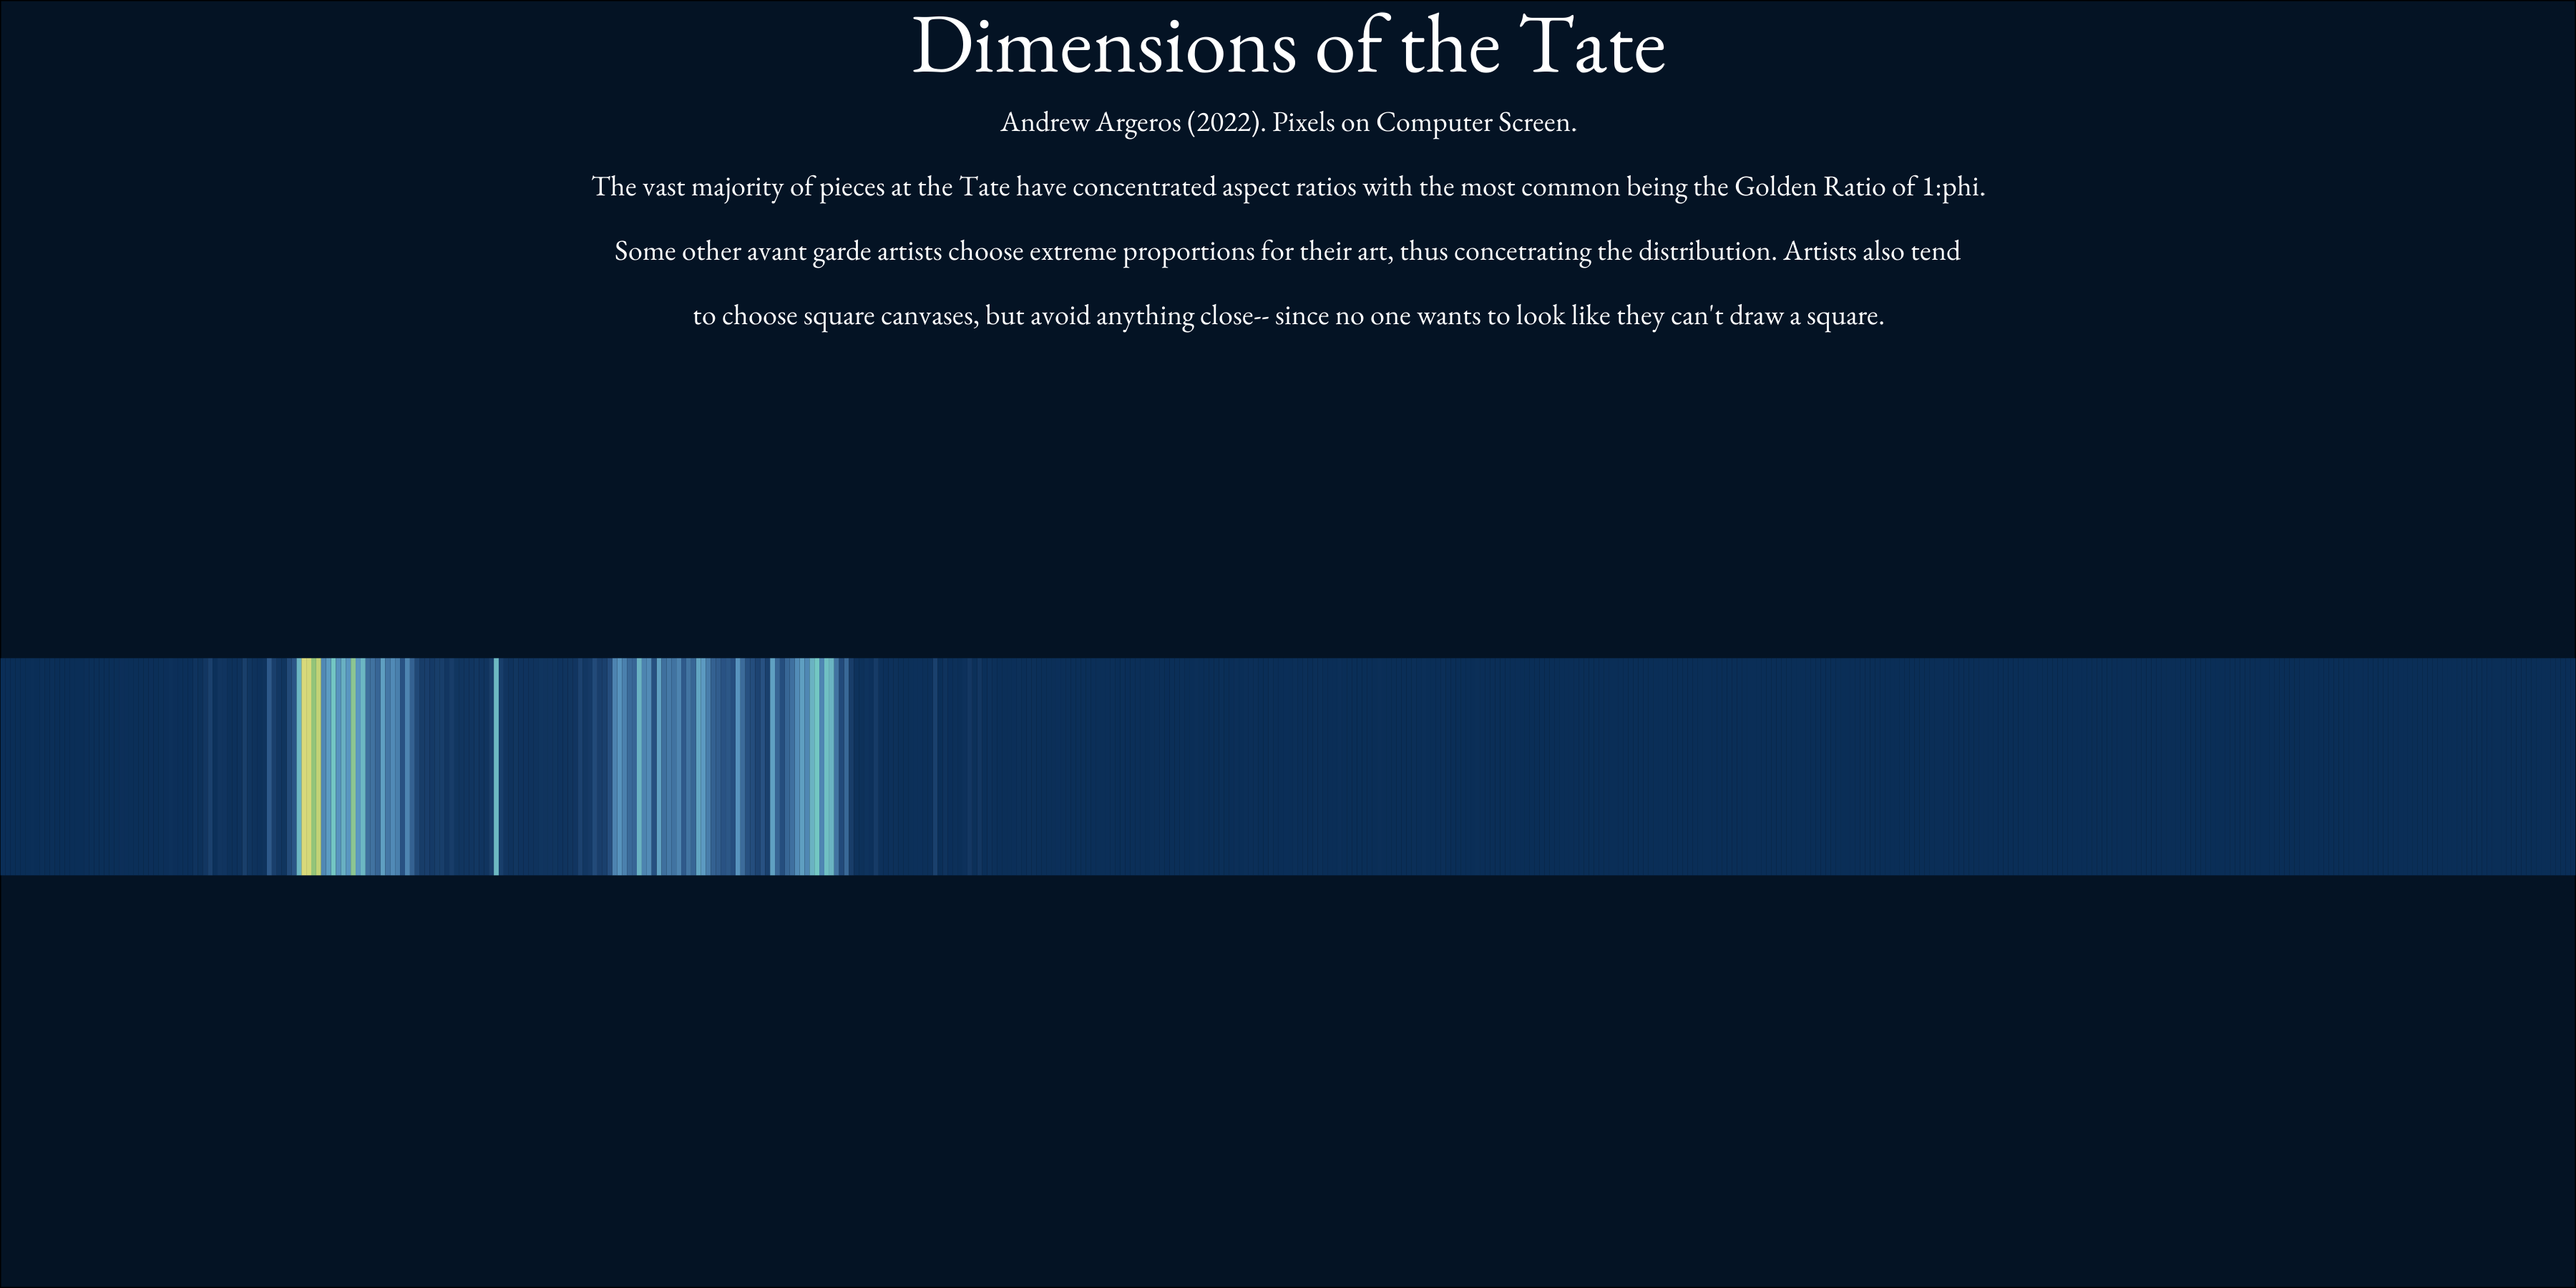 Dimensions of the Tate
Andrew Argeros (2022). Pixels on Computer Screen.
The vast majority of pieces at the Tate have concentrated aspect ratios with the most common being the Golden Ratio of 1:phi.
Some other avant garde artists choose extreme proportions for their art, thus concetrating the distribution. Artists also tend
to choose square canvases, but avoid anything close-- since no one wants to look like they can't draw a square.